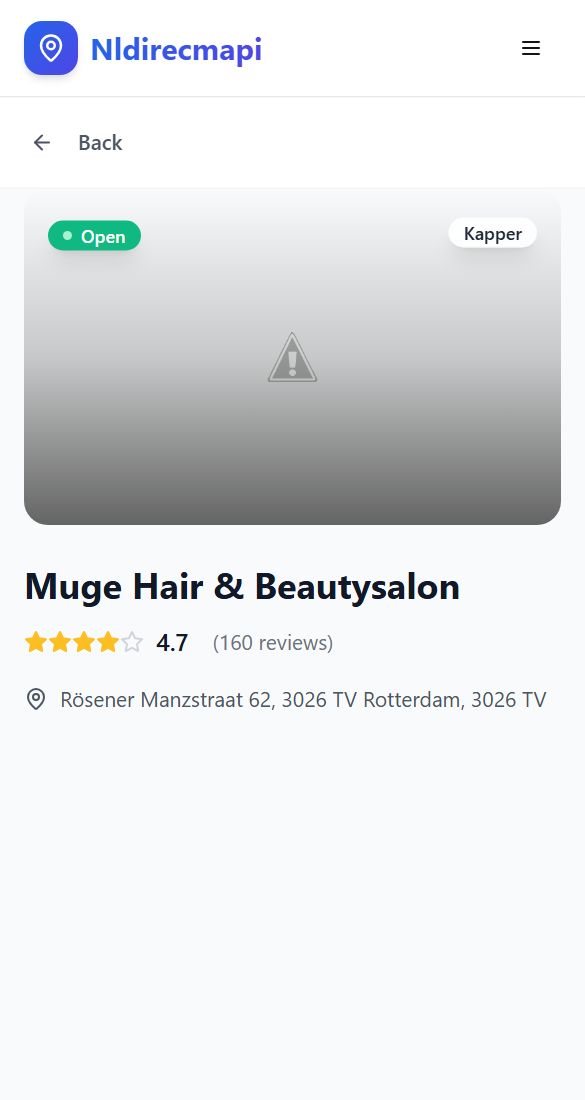 Nldirecmapi
Back
Open
Kapper
Muge Hair & Beautysalon
4.7 (160 reviews)
Rösener Manzstraat 62, 3026 TV Rotterdam, 3026 TV